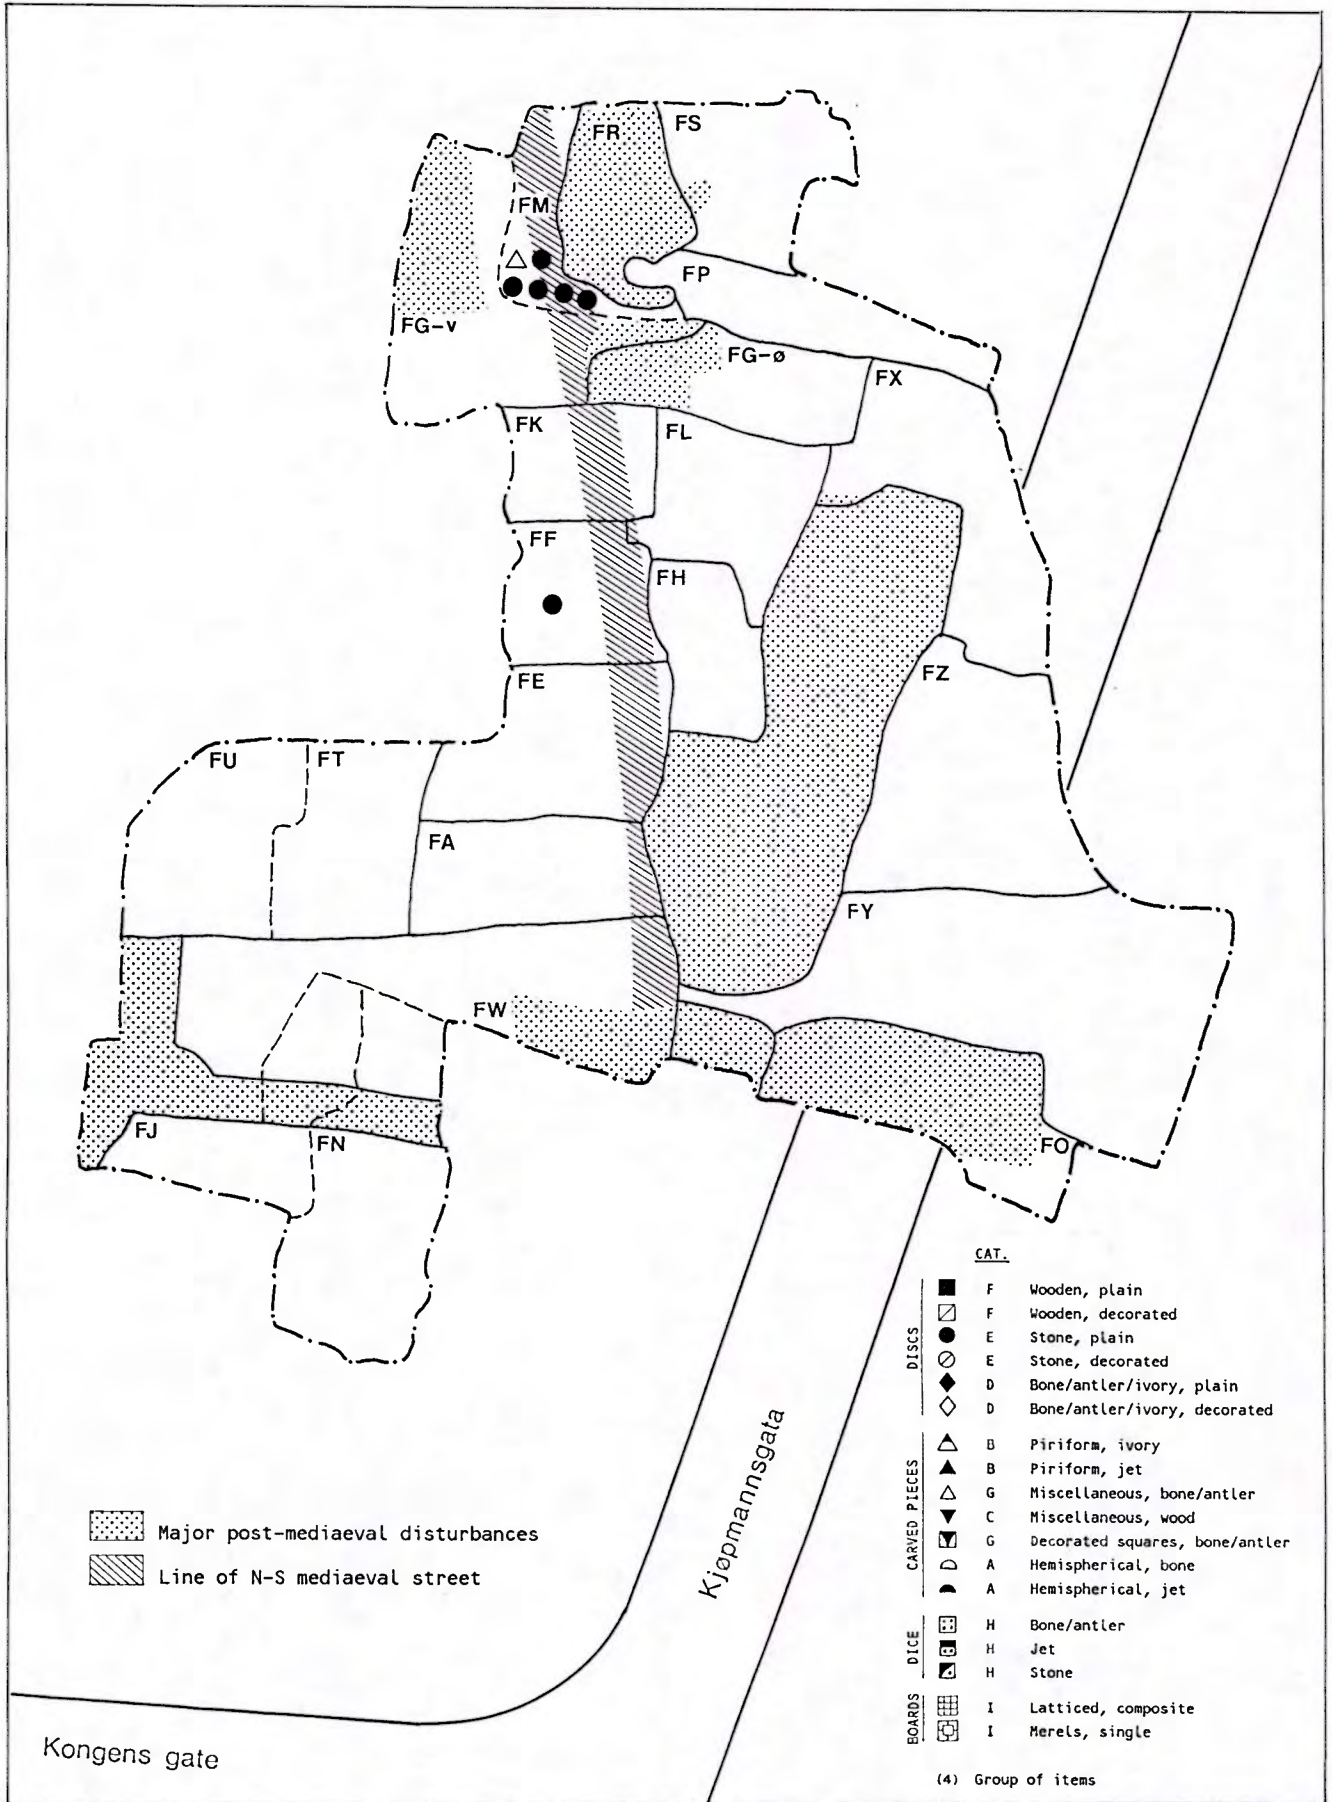 FR
FS
FM
FP
FG-v
FG-ø
FX
FK
FL
FF
FH
FE
FZ
FU
FT
FA
FY
FW
FJ
FN
FO
CAT.
DISCS
F Wooden, plain
F Wooden, decorated
E Stone, plain
E Stone, decorated
D Bone/antler/ivory, plain
D Bone/antler/ivory, decorated
CARVED PIECES
B Piriform, ivory
B Piriform, jet
G Miscellaneous, bone/antler
C Miscellaneous, wood
G Decorated squares, bone/antler
A Hemispherical, bone
A Hemispherical, jet
DICE
H Bone/antler
H Jet
H Stone
BOARDS
I Latticed, composite
I Merels, single
(4) Group of items
Major post-mediaeval disturbances
Line of N-S mediaeval street
Kjøpmannsgata
Kongens gate